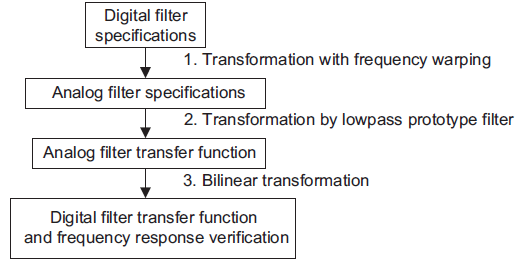 Digital filter
specifications
1. Transformation with frequency warping
Analog filter specifications
2. Transformation by lowpass prototype filter
Analog filter transfer function
3. Bilinear transformation
Digital filter transfer function
and frequency response verification